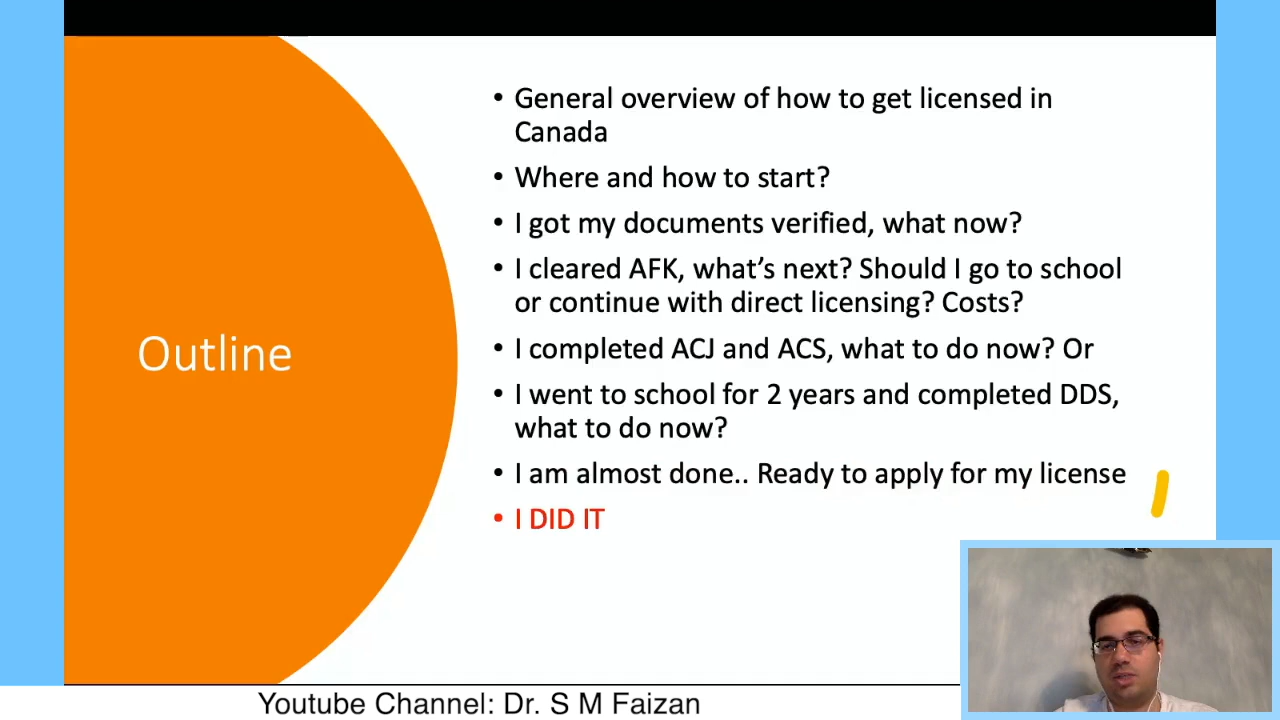 Outline
• General overview of how to get licensed in
Canada
• Where and how to start?
• I got my documents verified, what now?
• I cleared AFK, what’s next? Should I go to school
or continue with direct licensing? Costs?
• I completed ACJ and ACS, what to do now? Or
• I went to school for 2 years and completed DDS,
what to do now?
• I am almost done.. Ready to apply for my license
• I DID IT
Youtube Channel: Dr. S M Faizan